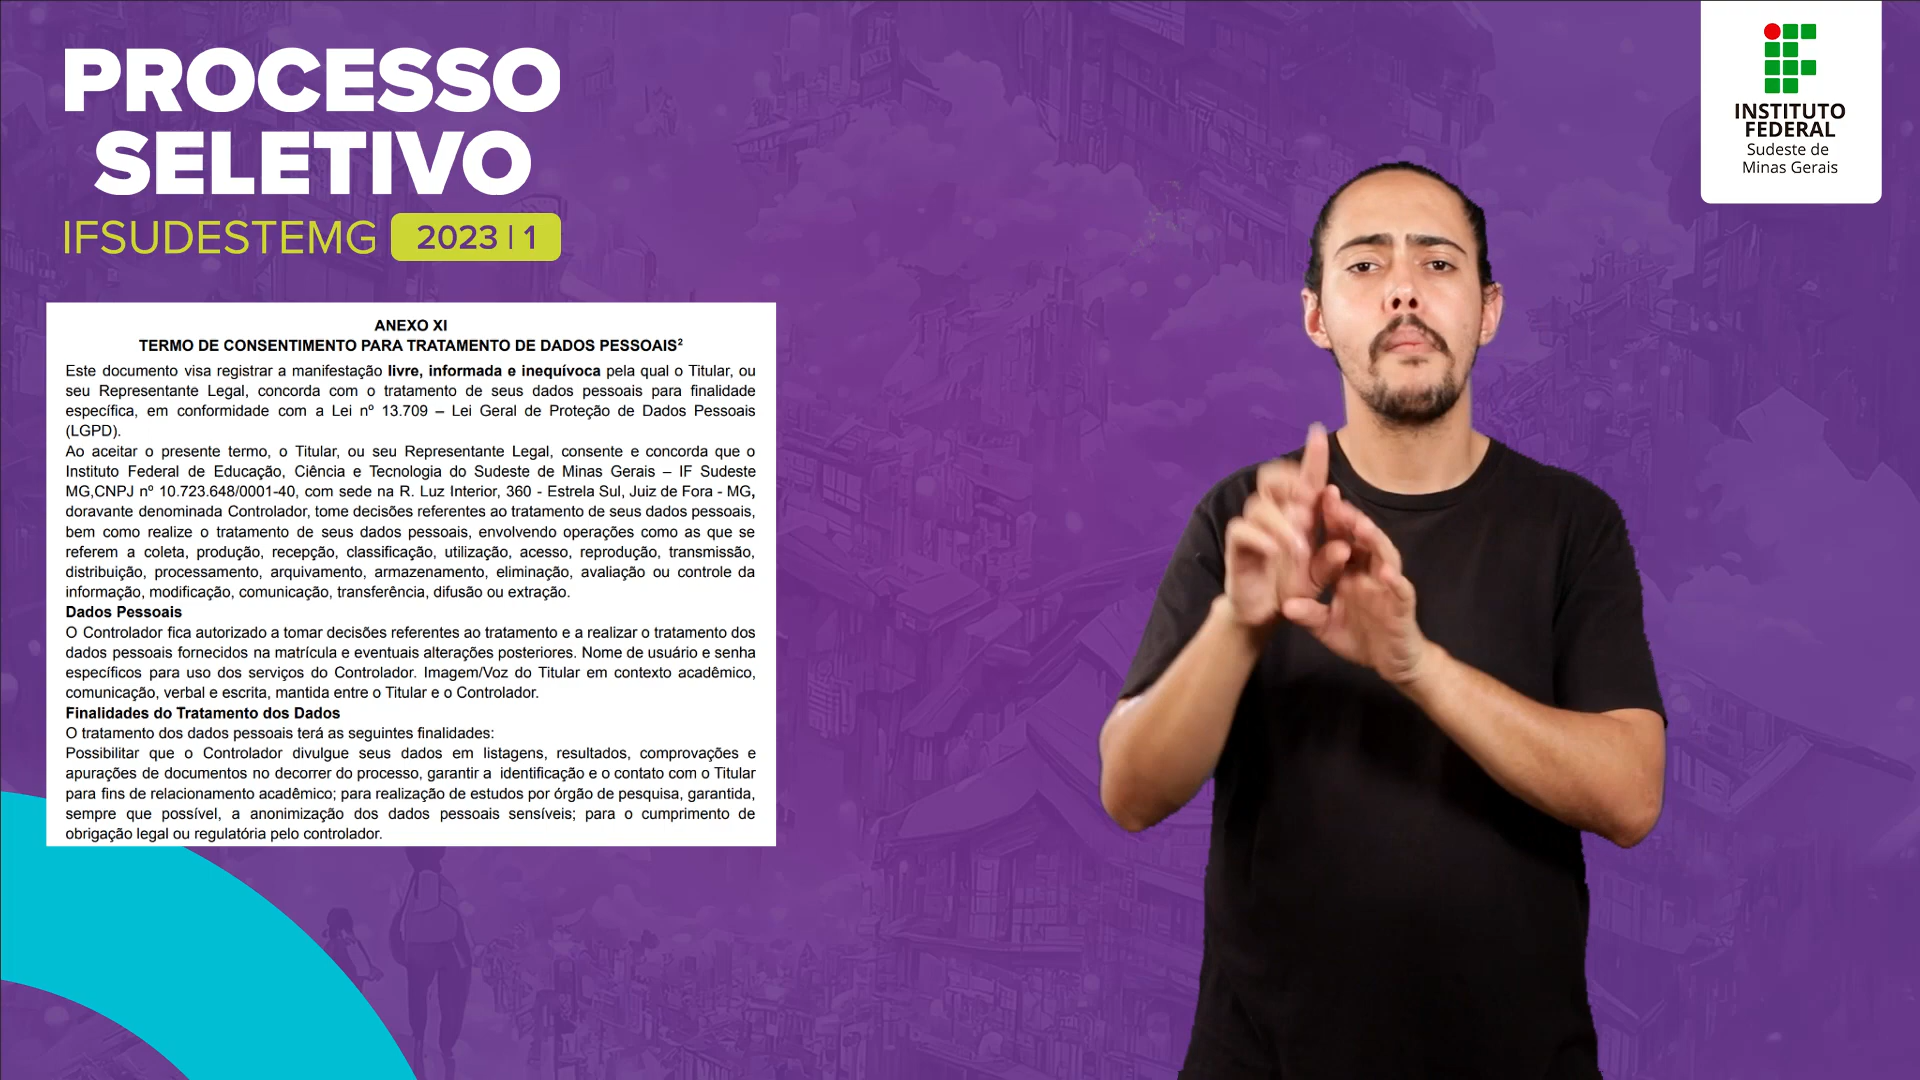 PROCESSO
SELETIVO
IFSUDESTEMG 2023 | 1
INSTITUTO
FEDERAL
Sudeste de
Minas Gerais
ANEXO XI
TERMO DE CONSENTIMENTO PARA TRATAMENTO DE DADOS PESSOAIS²
Este documento visa registrar a manifestação livre, informada e inequívoca pela qual o Titular, ou
seu Representante Legal, concorda com o tratamento de seus dados pessoais para finalidade
específica, em conformidade com a Lei nº 13.709 – Lei Geral de Proteção de Dados Pessoais
(LGPD).
Ao aceitar o presente termo, o Titular, ou seu Representante Legal, consente e concorda que o
Instituto Federal de Educação, Ciência e Tecnologia do Sudeste de Minas Gerais – IF Sudeste
MG,CNPJ nº 10.723.648/0001-40, com sede na R. Luz Interior, 360 - Estrela Sul, Juiz de Fora - MG,
doravante denominada Controlador, tome decisões referentes ao tratamento de seus dados pessoais,
bem como realize o tratamento de seus dados pessoais, envolvendo operações como as que se
referem a coleta, produção, recepção, classificação, utilização, acesso, reprodução, transmissão,
distribuição, processamento, arquivamento, armazenamento, eliminação, avaliação ou controle da
informação, modificação, comunicação, transferência, difusão ou extração.
Dados Pessoais
O Controlador fica autorizado a tomar decisões referentes ao tratamento e a realizar o tratamento dos
dados pessoais fornecidos na matrícula e eventuais alterações posteriores. Nome de usuário e senha
específicos para uso dos serviços do Controlador. Imagem/Voz do Titular em contexto acadêmico,
comunicação, verbal e escrita, mantida entre o Titular e o Controlador.
Finalidades do Tratamento dos Dados
O tratamento dos dados pessoais terá as seguintes finalidades:
Possibilitar que o Controlador divulgue seus dados em listagens, resultados, comprovações e
apurações de documentos no decorrer do processo, garantir a identificação e o contato com o Titular
para fins de relacionamento acadêmico; para realização de estudos por órgão de pesquisa, garantida,
sempre que possível, a anonimização dos dados pessoais sensíveis; para o cumprimento de
obrigação legal ou regulatória pelo controlador.